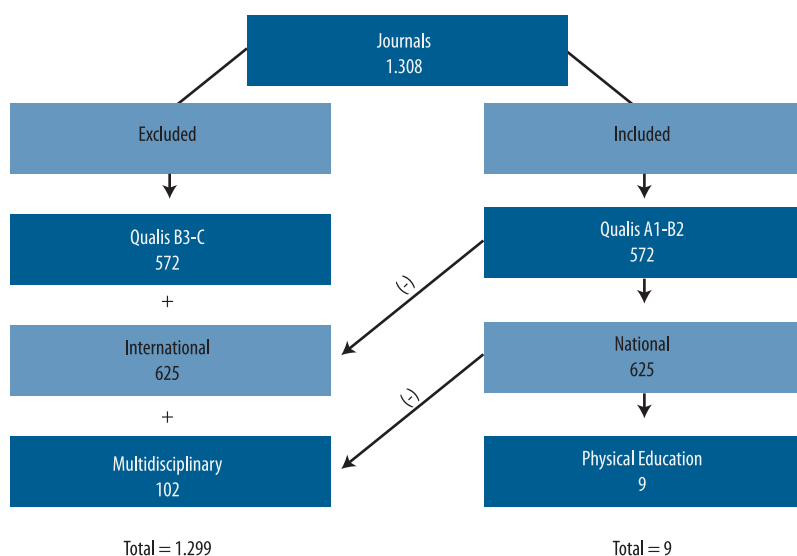 Journals
1.308
Excluded
Included
Qualis B3-C
572
Qualis A1-B2
572
+
(-)
International
625
National
625
+
(-)
Multidisciplinary
102
Physical Education
9
Total = 1.299
Total = 9